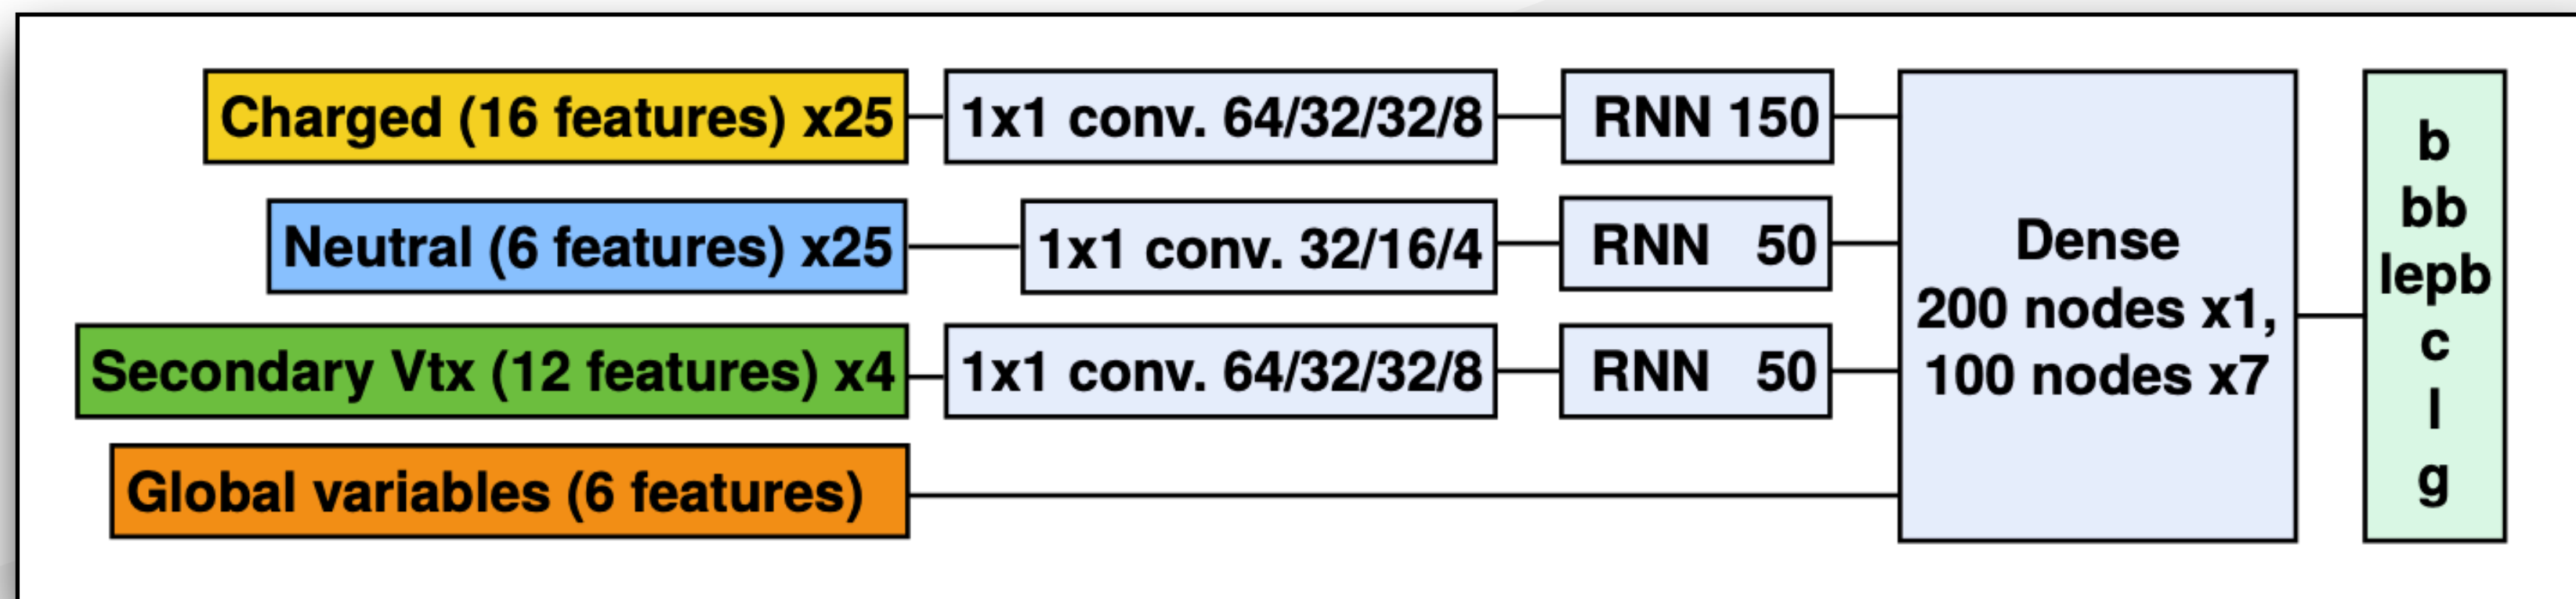 Charged (16 features) x25
1x1 conv. 64/32/32/8
RNN 150
Neutral (6 features) x25
1x1 conv. 32/16/4
RNN 50
Secondary Vtx (12 features) x4
1x1 conv. 64/32/32/8
RNN 50
Global variables (6 features)
Dense
200 nodes x1,
100 nodes x7
b
bb
lepb
c
l
g